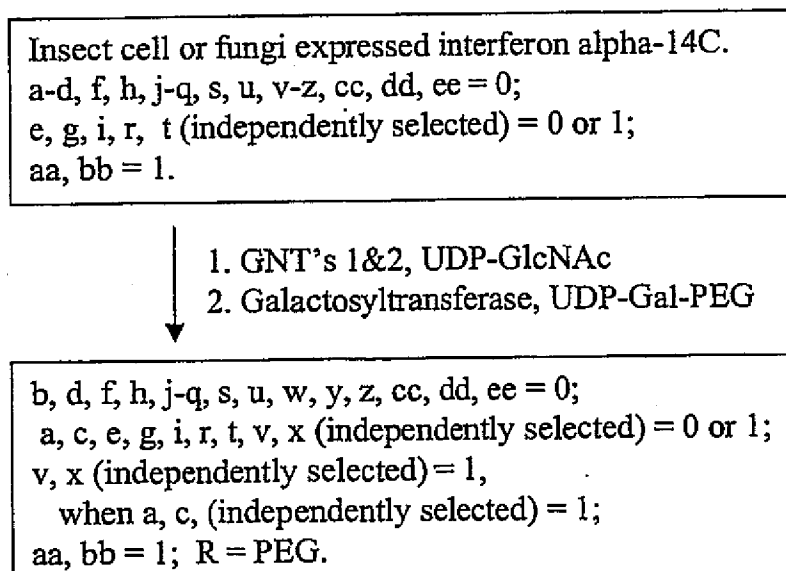 Insect cell or fungi expressed interferon alpha-14C.
a-d, f, h, j-q, s, u, v-z, cc, dd, ee = 0;
e, g, i, r, t (independently selected) = 0 or 1;
aa, bb = 1.
1. GNT's 1&2, UDP-GlcNAc
2. Galactosyltransferase, UDP-Gal-PEG
b, d, f, h, j-q, s, u, w, y, z, cc, dd, ee = 0;
a, c, e, g, i, r, t, v, x (independently selected) = 0 or 1;
v, x (independently selected) = 1,
when a, c, (independently selected) = 1;
aa, bb = 1; R = PEG.